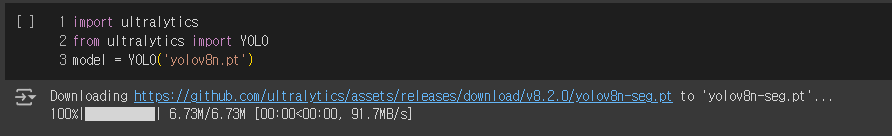 [ ] 1 import ultralytics
2 from ultralytics import YOLO
3 model = YOLO('yolov8n.pt')
Downloading https://github.com/ultralytics/assets/releases/download/v8.2.0/yolov8n-seg.pt to 'yolov8n-seg.pt'...
100%|██████████| 6.73M/6.73M [00:00<00:00, 91.7MB/s]